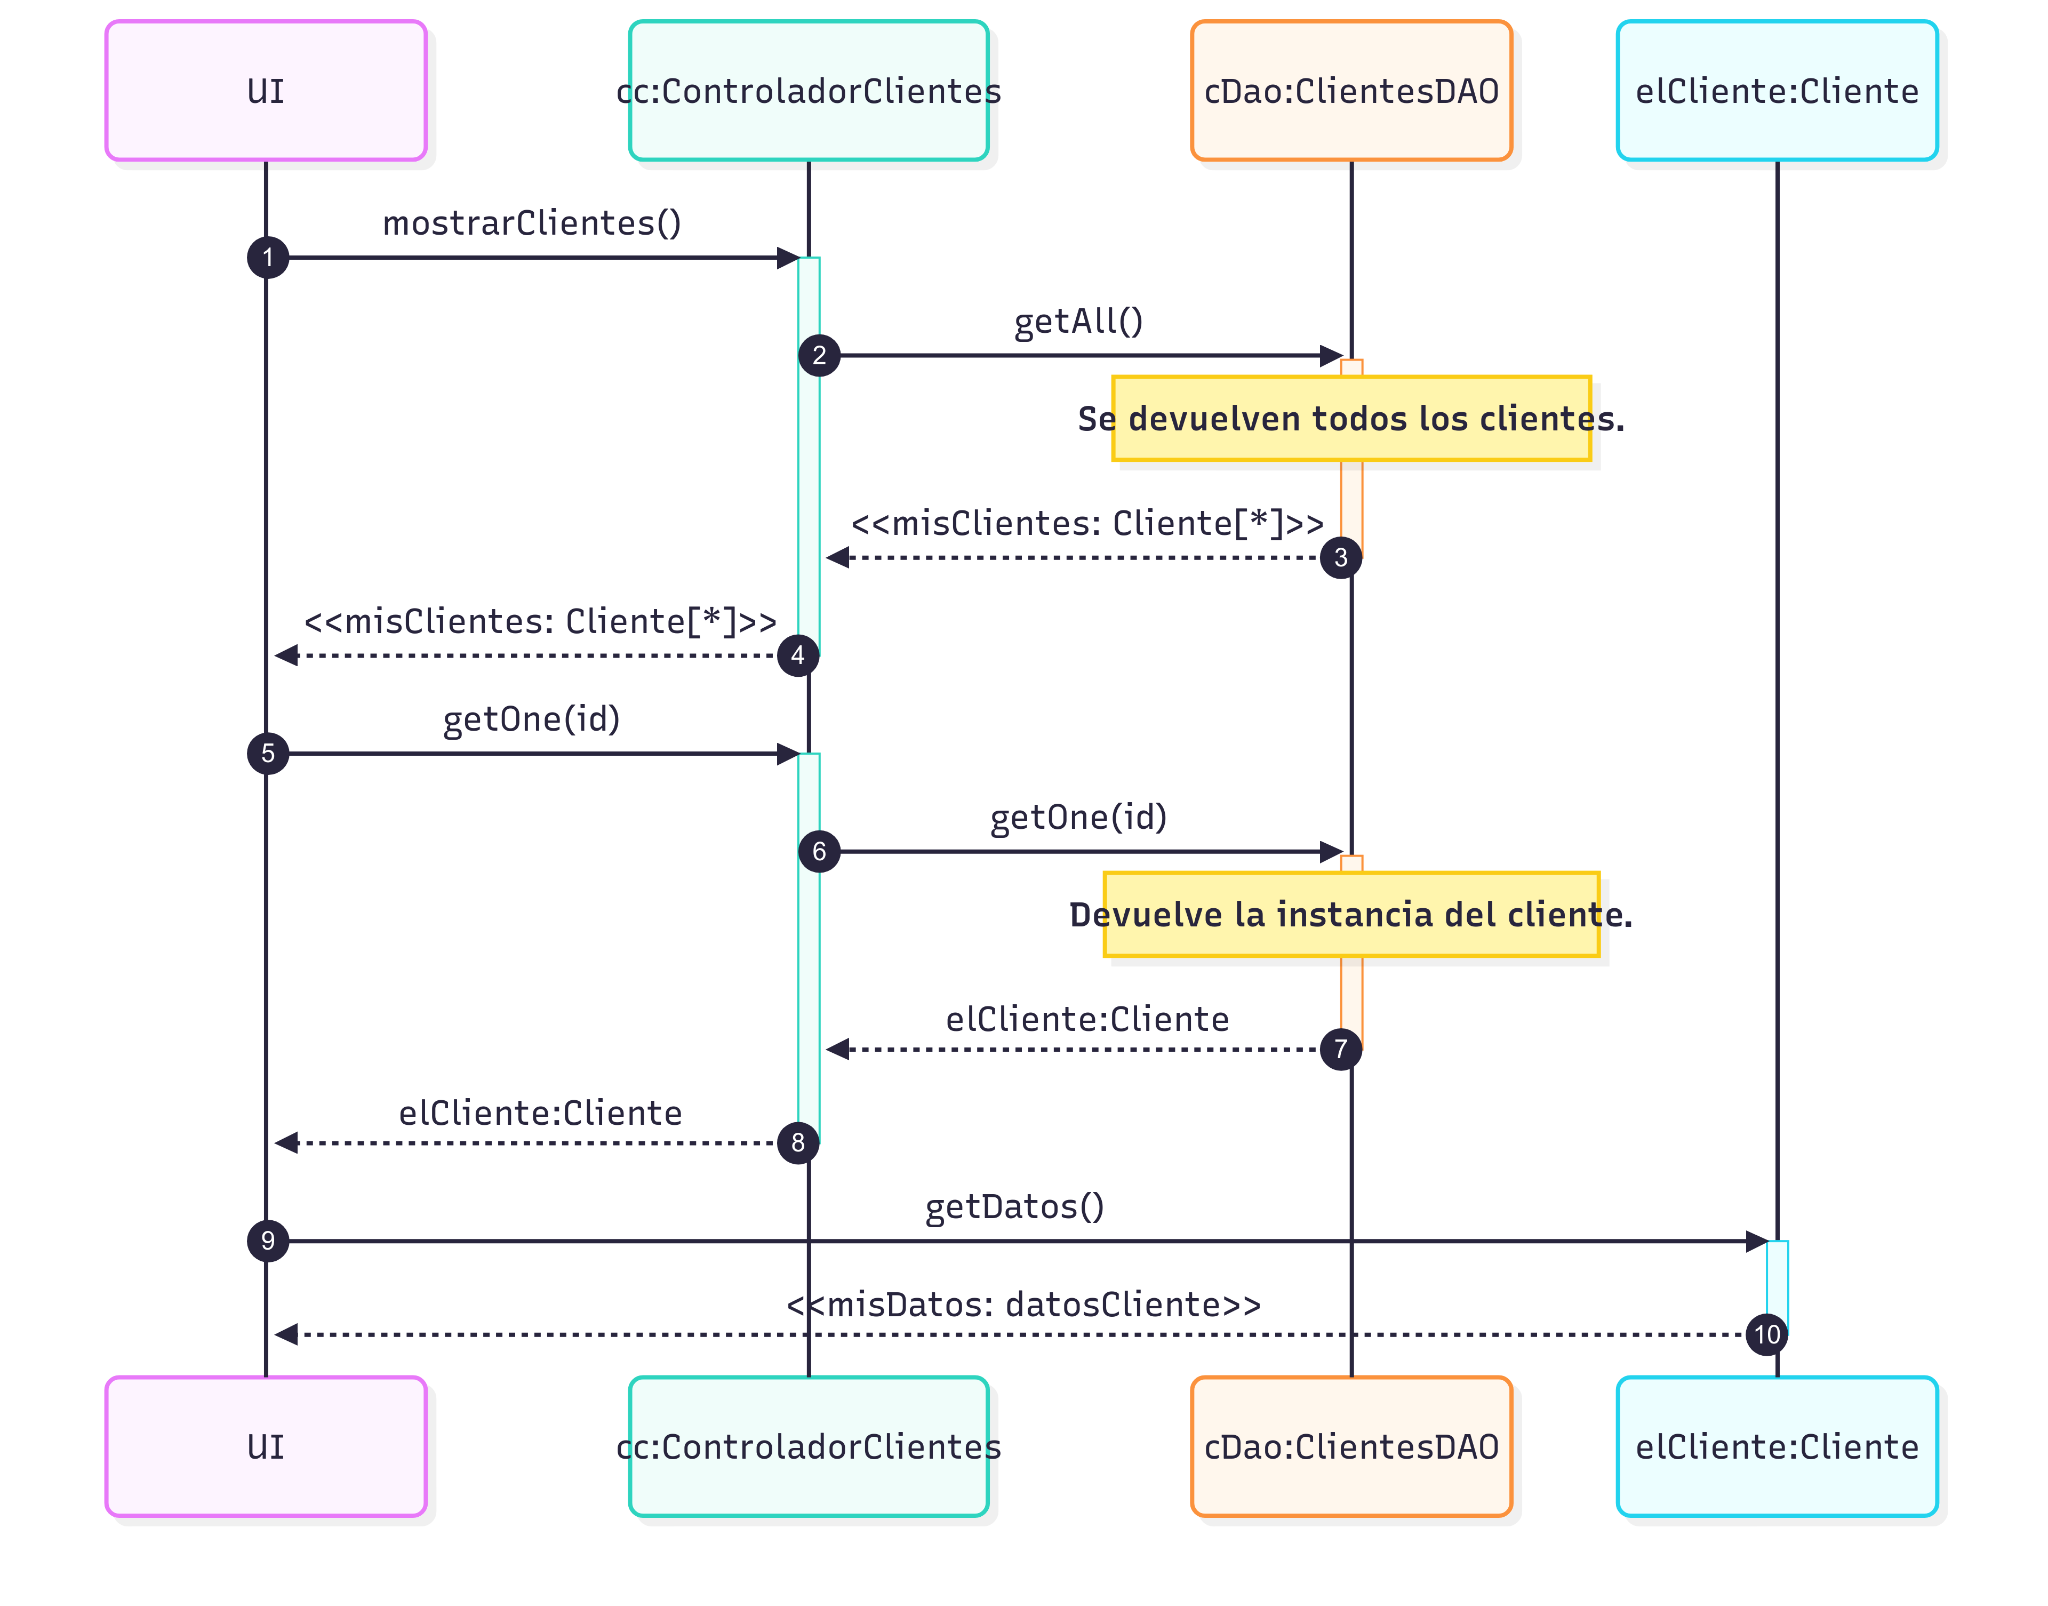 UI
cc:ControladorClientes
cDao:ClientesDAO
elCliente:Cliente
mostrarClientes()
1
getAll()
2
Se devuelven todos los clientes.
<<misClientes: Cliente[*]>>
3
<<misClientes: Cliente[*]>>
4
getOne(id)
5
getOne(id)
6
Devuelve la instancia del cliente.
elCliente:Cliente
7
elCliente:Cliente
8
getDatos()
9
<<misDatos: datosCliente>>
10
UI
cc:ControladorClientes
cDao:ClientesDAO
elCliente:Cliente